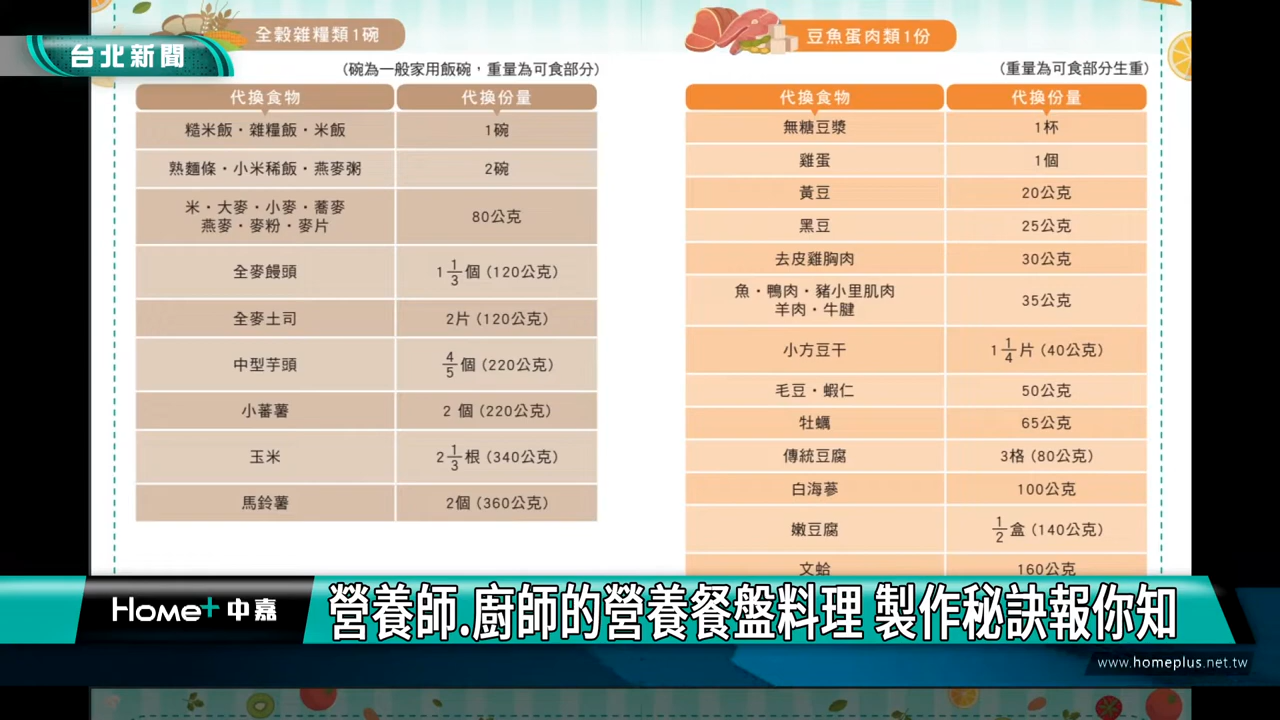 台北新聞
全穀雜糧類1碗
(碗為一般家用飯碗，重量為可食部分)
代換食物 代換份量
糙米飯・雜糧飯・米飯 1碗
熟麵條・小米稀飯・燕麥粥 2碗
米・大麥・小麥・蕎麥
燕麥・麥粉・麥片 80公克
全麥饅頭 1 1/3個 (120公克)
全麥土司 2片 (120公克)
中型芋頭 4/5個 (220公克)
小蕃薯 2 個 (220公克)
玉米 2 1/3根 (340公克)
馬鈴薯 2個 (360公克)
豆魚蛋肉類1份
(重量為可食部分生重)
代換食物 代換份量
無糖豆漿 1杯
雞蛋 1個
黃豆 20公克
黑豆 25公克
去皮雞胸肉 30公克
魚・鴨肉・豬小里肌肉
羊肉・牛腱 35公克
小方豆干 1 1/4片 (40公克)
毛豆・蝦仁 50公克
牡蠣 65公克
傳統豆腐 3格 (80公克)
白海蔘 100公克
嫩豆腐 1/2盒 (140公克)
文蛤 160公克
Home+ 中嘉
營養師.廚師的營養餐盤料理 製作秘訣報你知
www.homeplus.net.tw